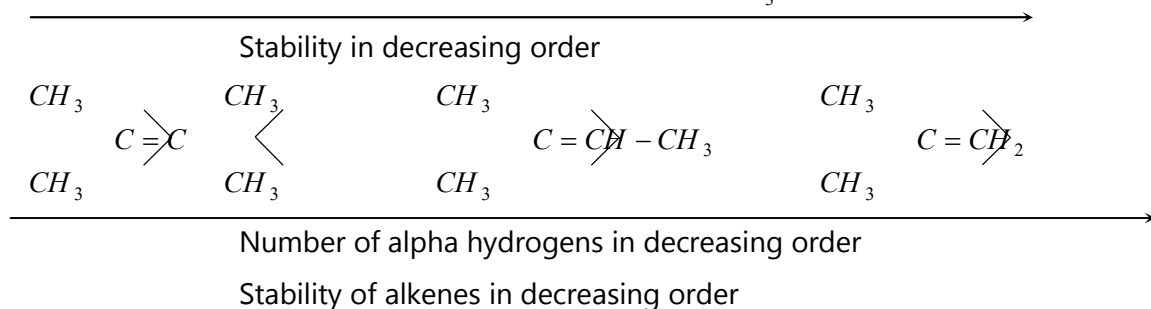 3
Stability in decreasing order
CH3 CH3 CH3 CH3
C = C C = CH − CH3 C = CH2
CH3 CH3 CH3 CH3
Number of alpha hydrogens in decreasing order
Stability of alkenes in decreasing order